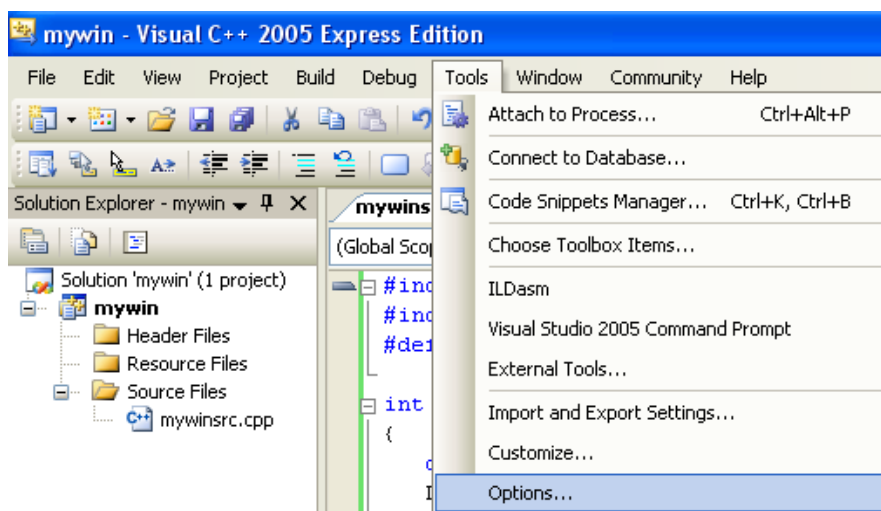 mywin - Visual C++ 2005 Express Edition
File Edit View Project Build Debug Tools Window Community Help
Attach to Process... Ctrl+Alt+P
Connect to Database...
Code Snippets Manager... Ctrl+K, Ctrl+B
Choose Toolbox Items...
ILDasm
Visual Studio 2005 Command Prompt
External Tools...
Import and Export Settings...
Customize...
Options...
Solution Explorer - mywin
Solution 'mywin' (1 project)
mywin
Header Files
Resource Files
Source Files
mywinsrc.cpp
mywins
(Global Scop
#inc
#inc
#def
int
{